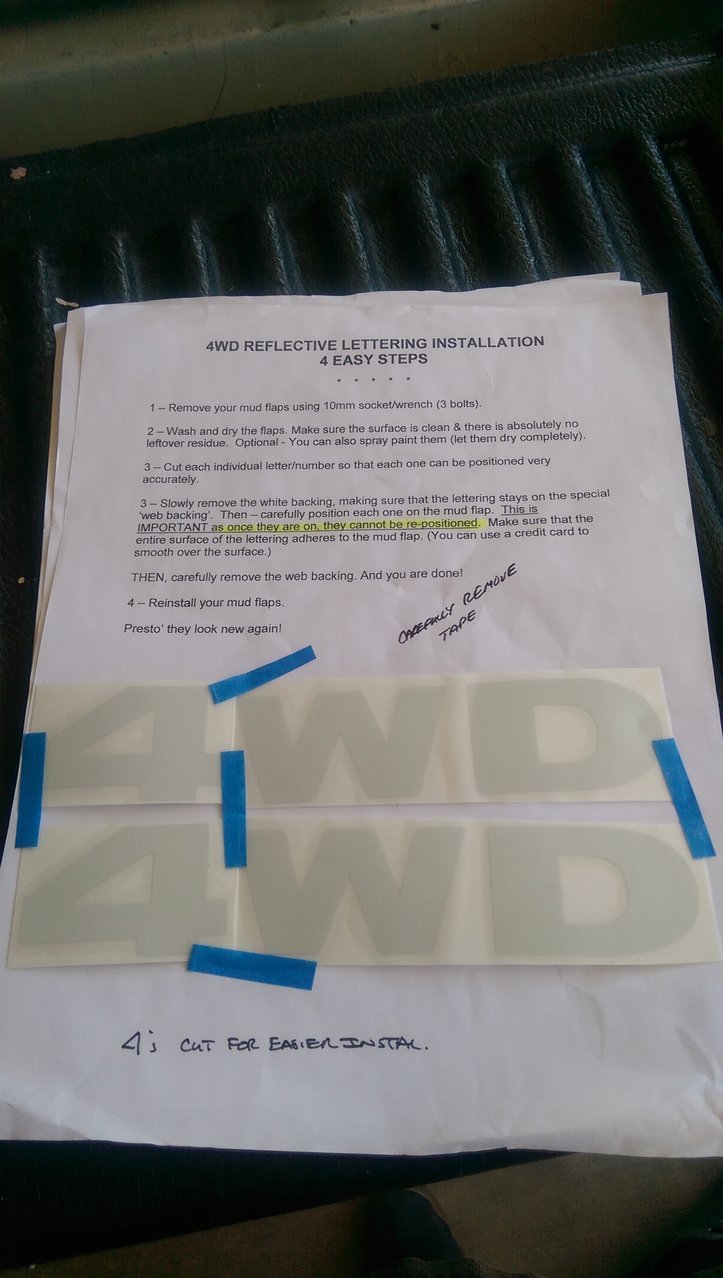 4WD REFLECTIVE LETTERING INSTALLATION
4 EASY STEPS
* * * * *
1 – Remove your mud flaps using 10mm socket/wrench (3 bolts).
2 – Wash and dry the flaps. Make sure the surface is clean & there is absolutely no
leftover residue. Optional - You can also spray paint them (let them dry completely).
3 – Cut each individual letter/number so that each one can be positioned very
accurately.
3 – Slowly remove the white backing, making sure that the lettering stays on the special
'web backing'. Then – carefully position each one on the mud flap. This is
IMPORTANT as once they are on, they cannot be re-positioned. Make sure that the
entire surface of the lettering adheres to the mud flap. (You can use a credit card to
smooth over the surface.)
THEN, carefully remove the web backing. And you are done!
4 – Reinstall your mud flaps.
Presto' they look new again!
CAREFULLY REMOVE
TAPE
4WD
4WD
4's CUT FOR EASIER INSTAL.